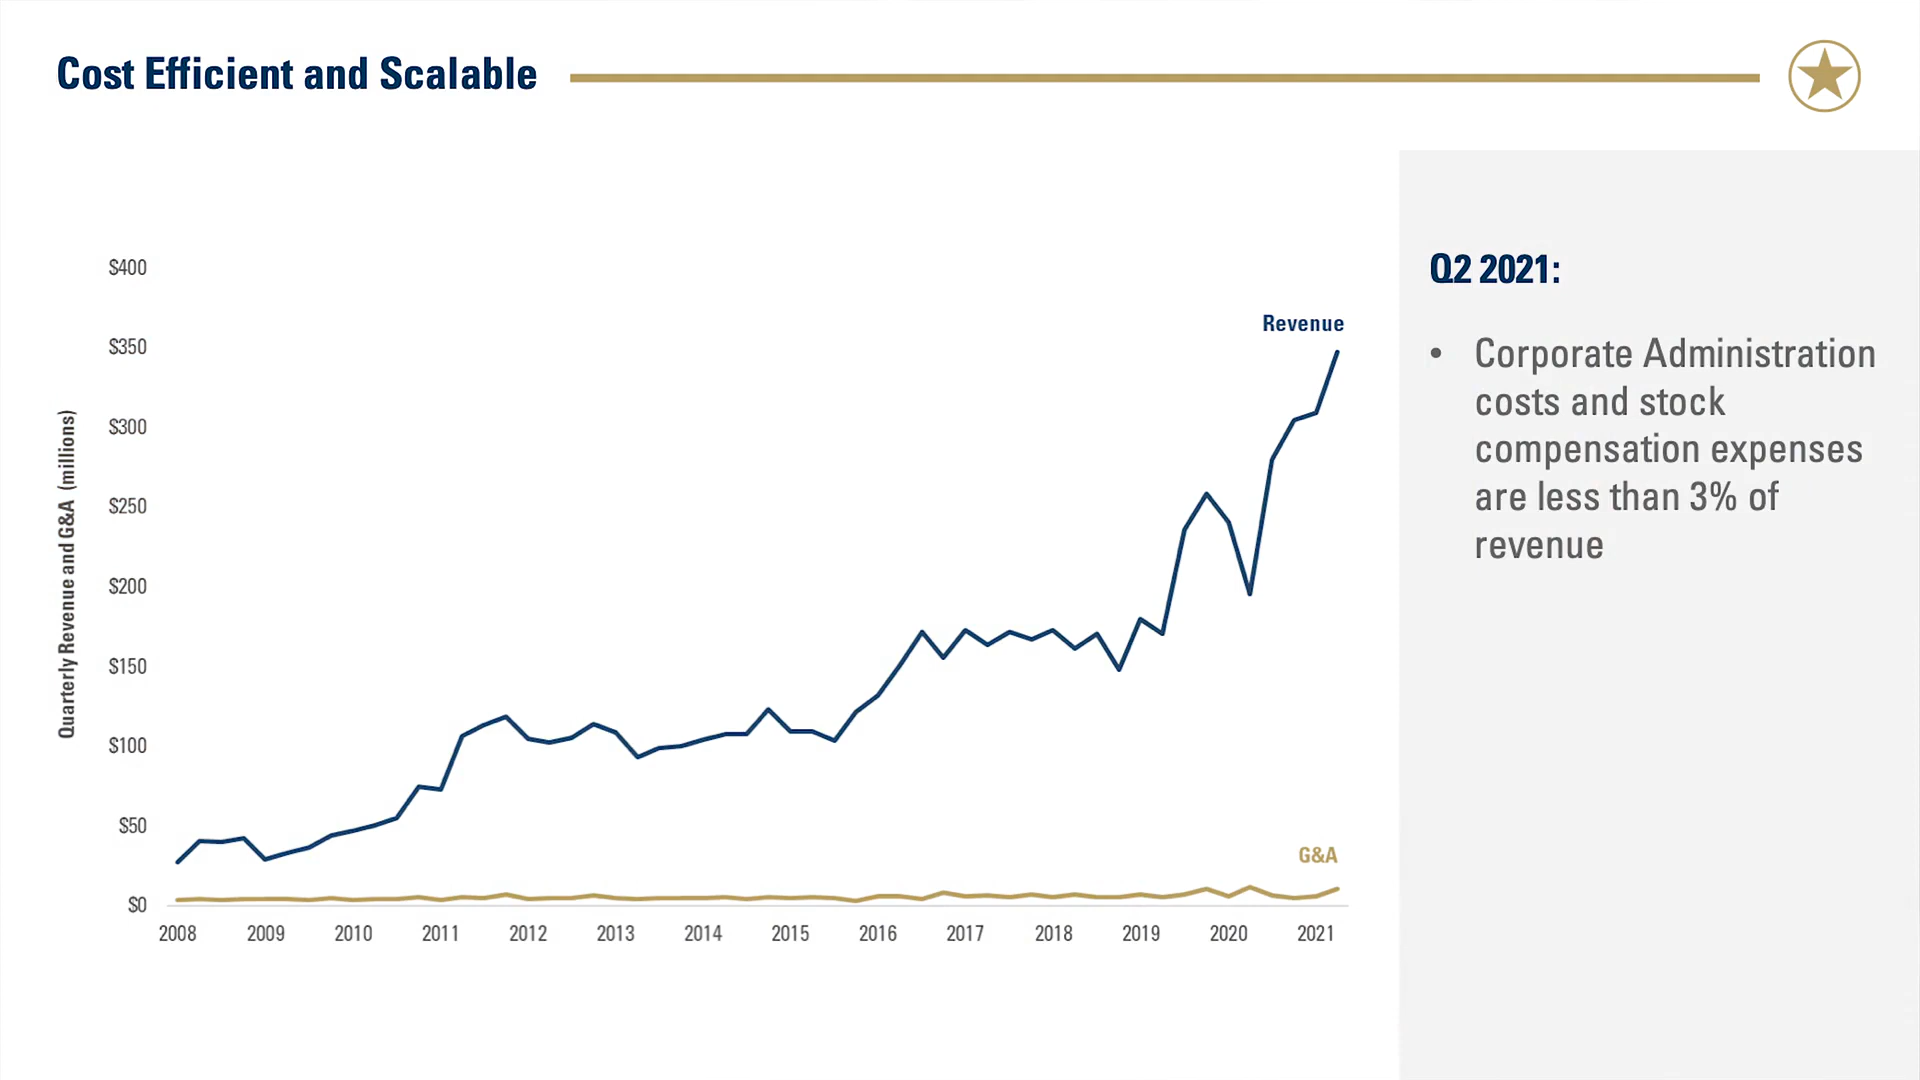 Cost Efficient and Scalable
Quarterly Revenue and G&A (millions)
$400
$350
$300
$250
$200
$150
$100
$50
$0
Revenue
G&A
2008 2009 2010 2011 2012 2013 2014 2015 2016 2017 2018 2019 2020 2021
Q2 2021:
• Corporate Administration
costs and stock
compensation expenses
are less than 3% of
revenue